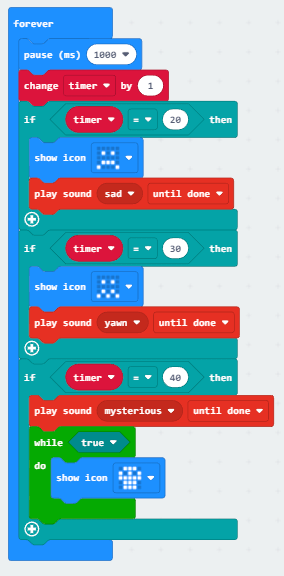 forever
pause (ms) 1000
change timer by 1
if timer = 20 then
show icon
play sound sad until done
if timer = 30 then
show icon
play sound yawn until done
if timer = 40 then
play sound mysterious until done
while true
do
show icon